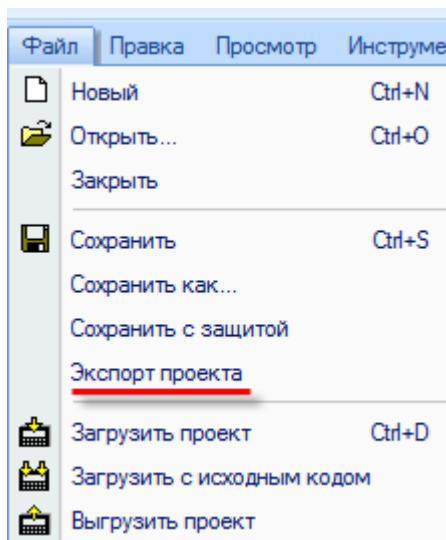 Файл Правка Просмотр Инструме
Новый Ctrl+N
Открыть... Ctrl+O
Закрыть
Сохранить Ctrl+S
Сохранить как...
Сохранить с защитой
Экспорт проекта
Загрузить проект Ctrl+D
Загрузить с исходным кодом
Выгрузить проект